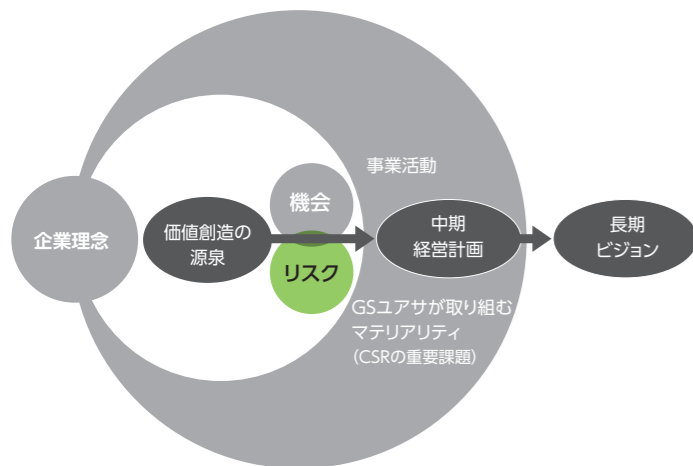 企業理念
価値創造の
源泉
機会
リスク
事業活動
中期
経営計画
GSユアサが取り組む
マテリアリティ
(CSRの重要課題)
長期
ビジョン